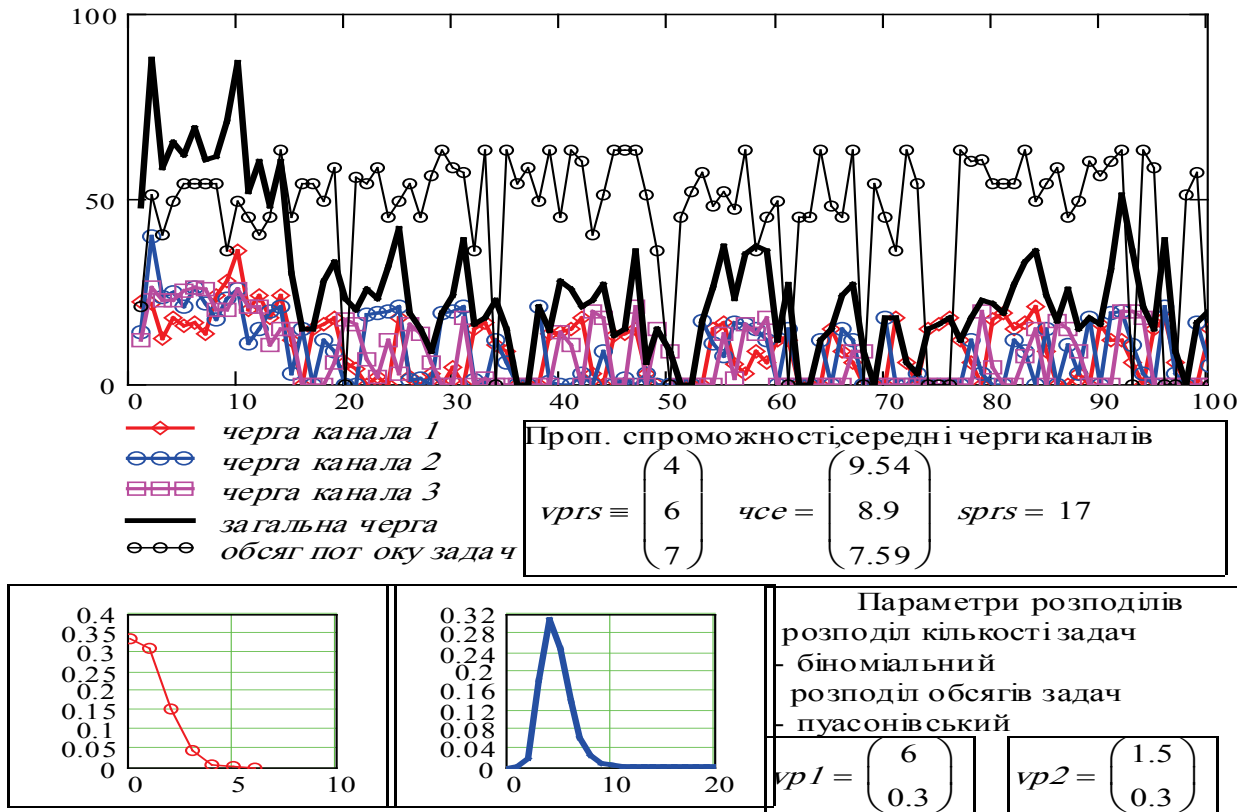 100
50
0
0 10 20 30 40 50 60 70 80 90 100
черга канала 1
черга канала 2
черга канала 3
загальна черга
обсяг пот оку задач
Проп. спроможності,середні черги каналів
vprs ≡ (4 6 7) чсе = (9.54 8.9 7.59) sprs = 17
0.4
0.35
0.3
0.25
0.2
0.15
0.1
0.05
0
0 5 10
0.32
0.28
0.24
0.2
0.16
0.12
0.08
0.04
0
0 10 20
Параметри розподілів
розподіл кількості задач
- біноміальний
розподіл обсягів задач
- пуасонівський
vp1 = (6 0.3) vp2 = (1.5 0.3)